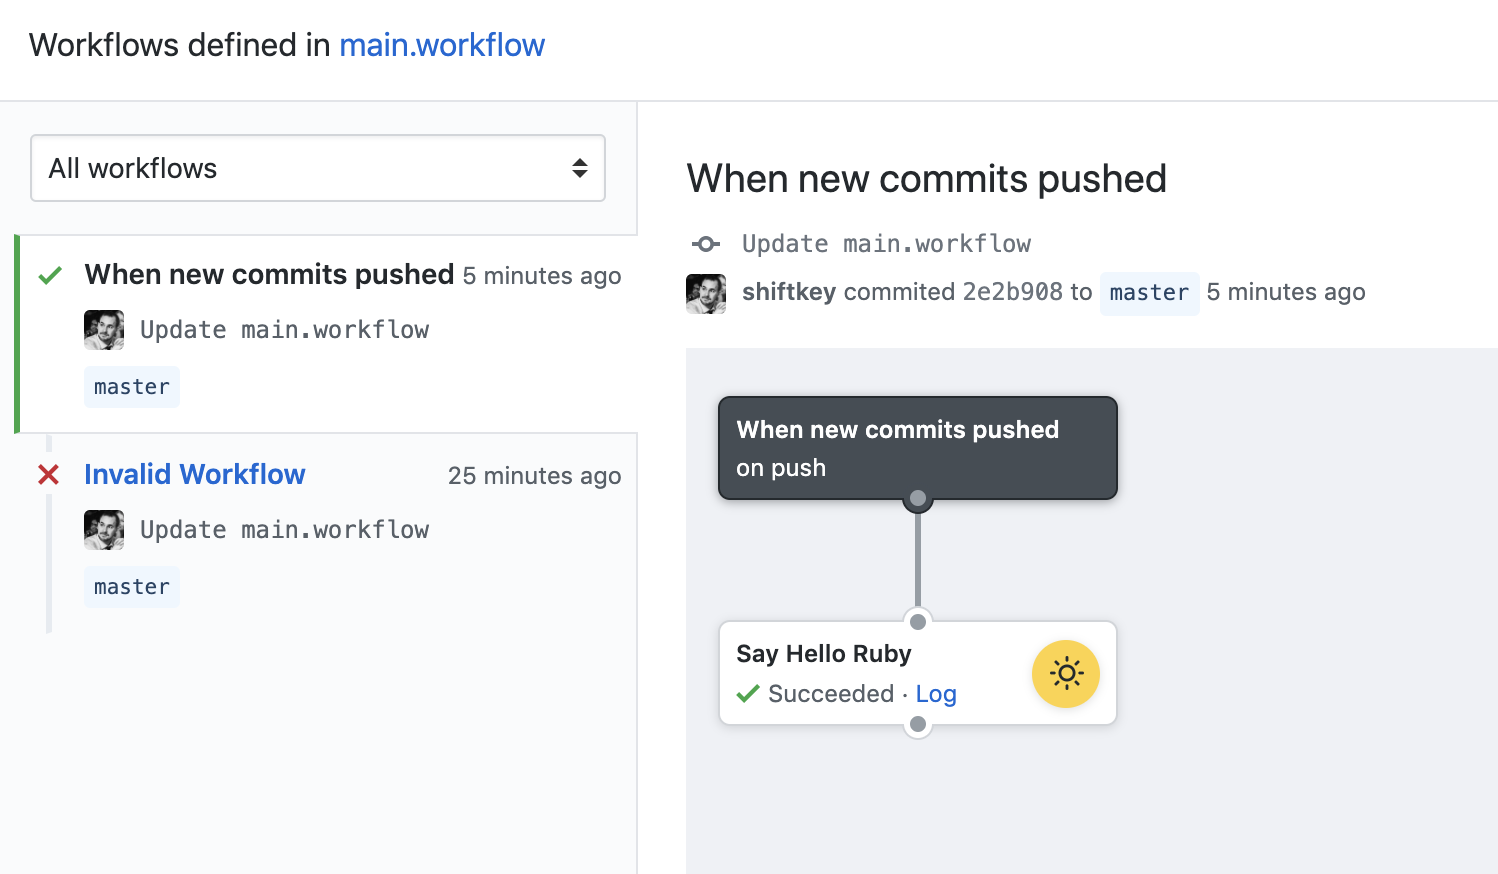 Workflows defined in main.workflow
All workflows
When new commits pushed 5 minutes ago
Update main.workflow
master
Invalid Workflow 25 minutes ago
Update main.workflow
master
When new commits pushed
Update main.workflow
shiftkey commited 2e2b908 to master 5 minutes ago
When new commits pushed
on push
Say Hello Ruby
Succeeded · Log